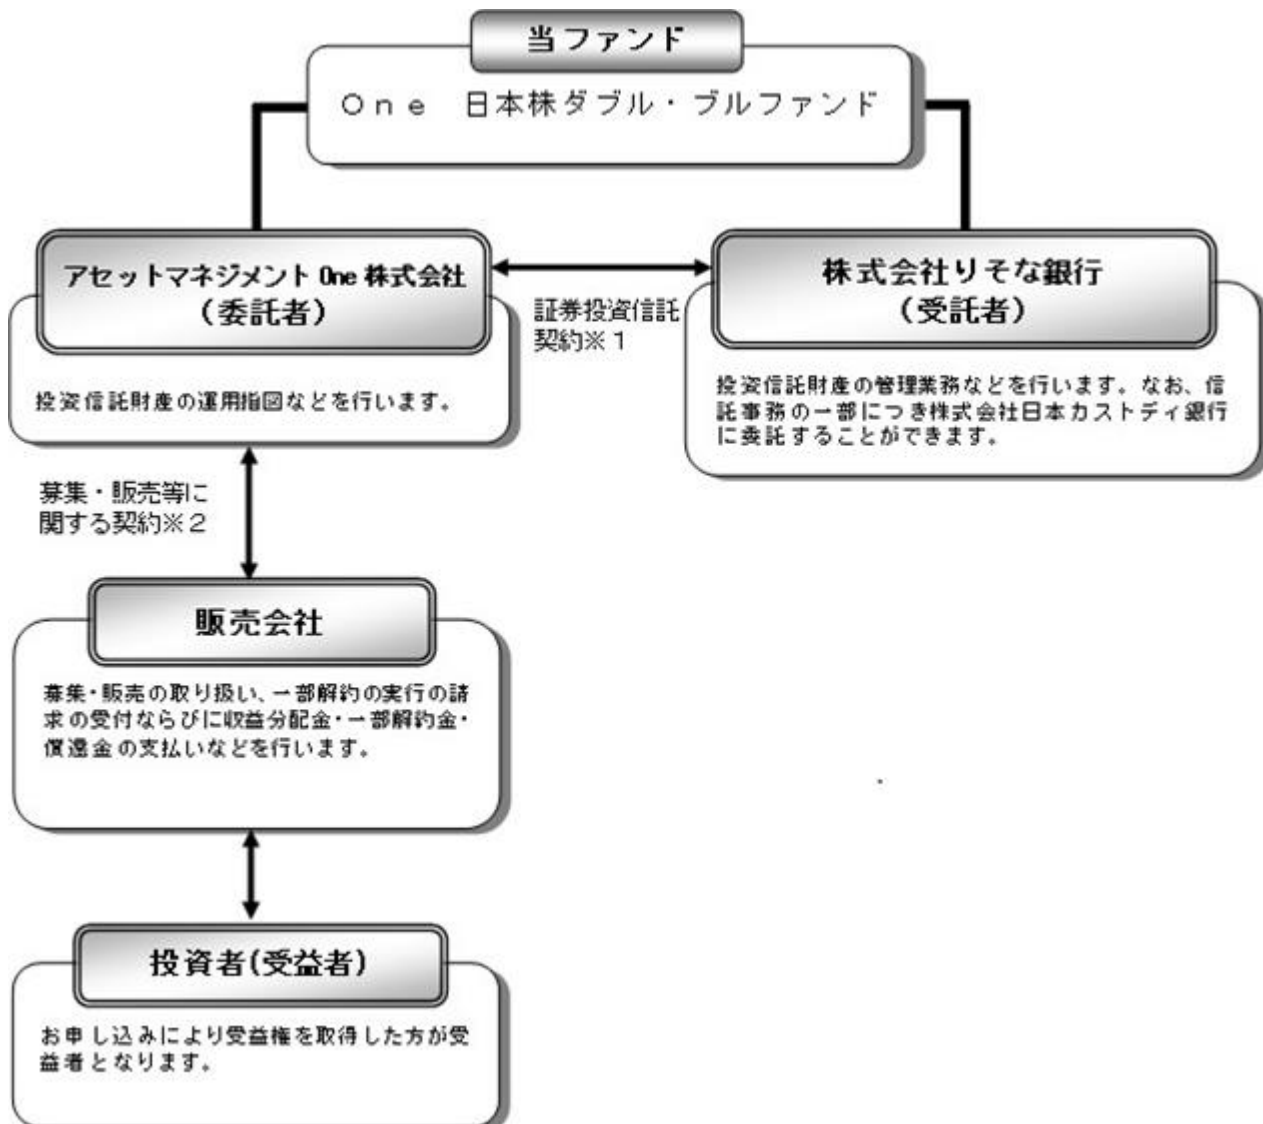 当ファンド
Ｏｎｅ　日本株ダブル・ブルファンド
アセットマネジメント One 株式会社
（委託者）
投資信託財産の運用指図などを行います。
証券投資信託
契約※１
株式会社りそな銀行
（受託者）
投資信託財産の管理業務などを行います。なお、信
託事務の一部につき株式会社日本カストディ銀行
に委託することができます。
募集・販売等に
関する契約※２
販売会社
募集・販売の取り扱い、一部解約の実行の請
求の受付ならびに収益分配金・一部解約金・
償還金の支払いなどを行います。
投資者(受益者)
お申し込みにより受益権を取得した方が受
益者となります。